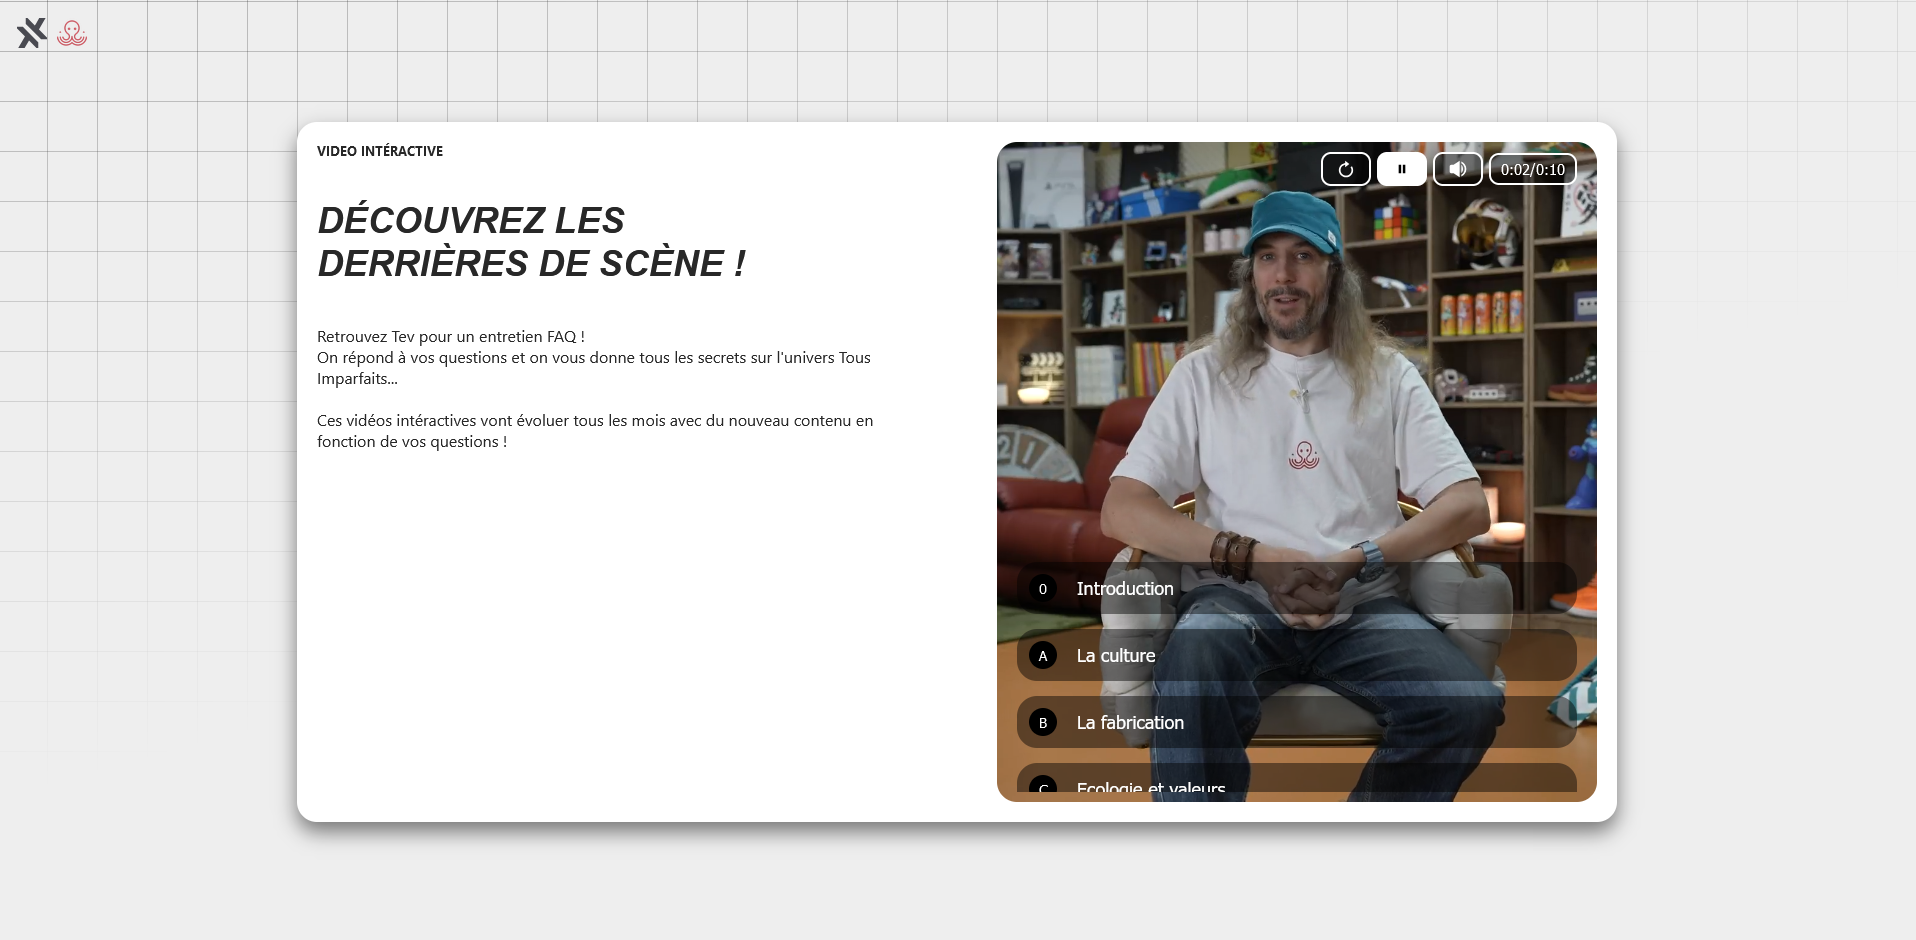 VIDEO INTÉRACTIVE
DÉCOUVREZ LES
DERRIÈRES DE SCÈNE !
Retrouvez Tev pour un entretien FAQ !
On répond à vos questions et on vous donne tous les secrets sur l'univers Tous
Imparfaits...
Ces vidéos intéractives vont évoluer tous les mois avec du nouveau contenu en
fonction de vos questions !
0:02/0:10
0 Introduction
A La culture
B La fabrication
C Ecologie et valeurs